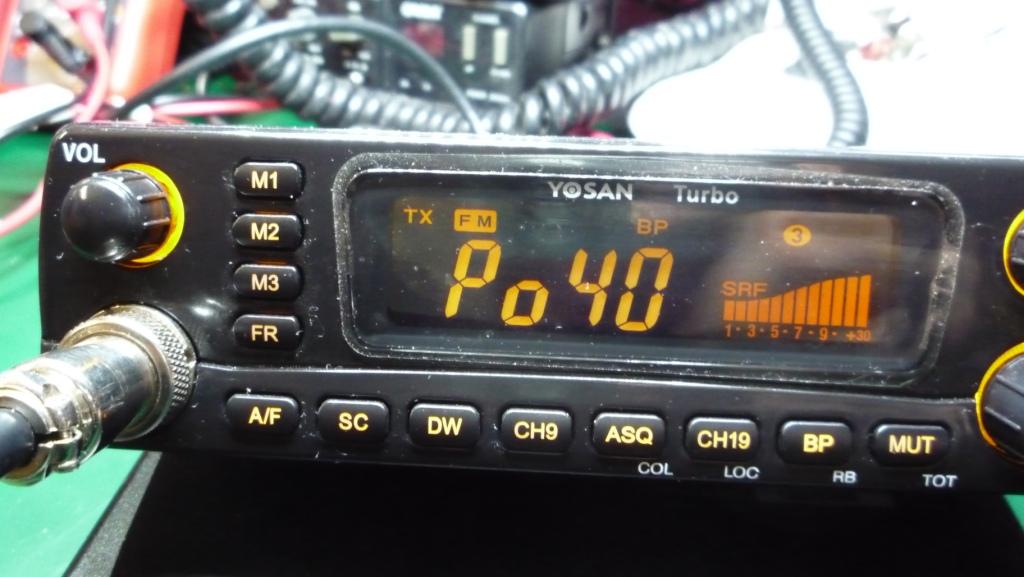 VOL
M1
M2
M3
FR
YOSAN Turbo
TX FM BP 3
Po40
SRF
1 · 3 · 5 · 7 · 9 · +30
A/F SC DW CH9 ASQ CH19 BP MUT
COL LOC RB TOT